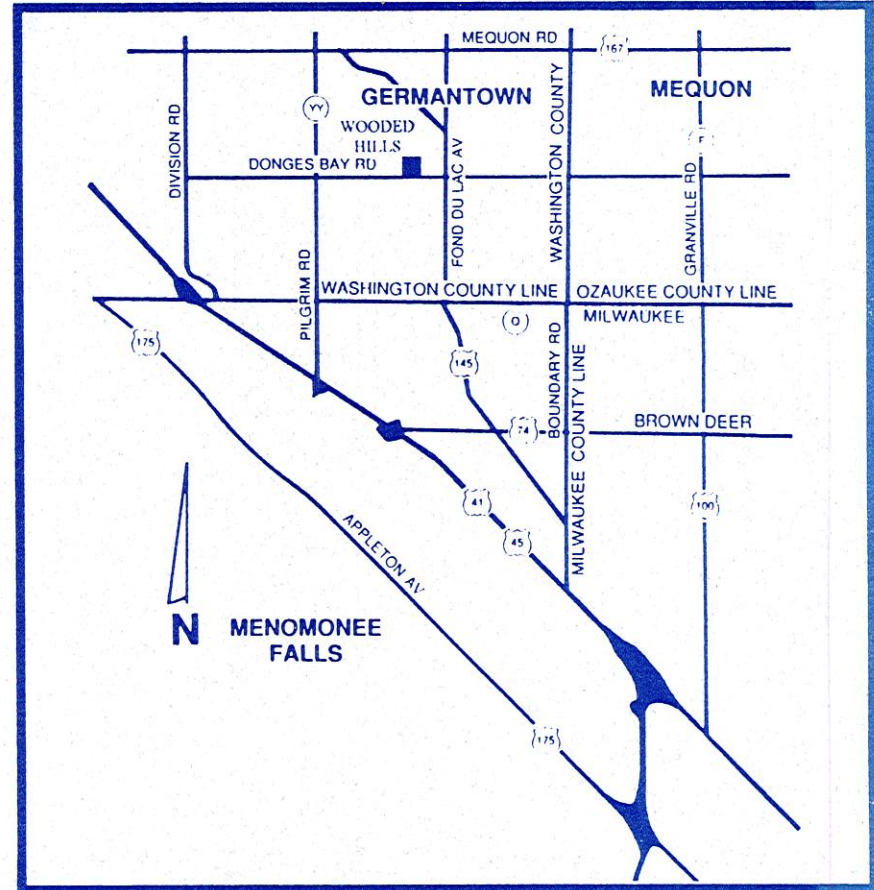 MEQUON RD
167
GERMANTOWN
MEQUON
DIVISION RD
YY
WOODED
HILLS
DONGES BAY RD
FOND DU LAC AV
WASHINGTON COUNTY
F
GRANVILLE RD
PILGRIM RD
WASHINGTON COUNTY LINE
OZAUKEE COUNTY LINE
MILWAUKEE
Q
175
145
BOUNDARY RD
MILWAUKEE COUNTY LINE
74
BROWN DEER
41
45
100
APPLETON AV
N
MENOMONEE
FALLS
175